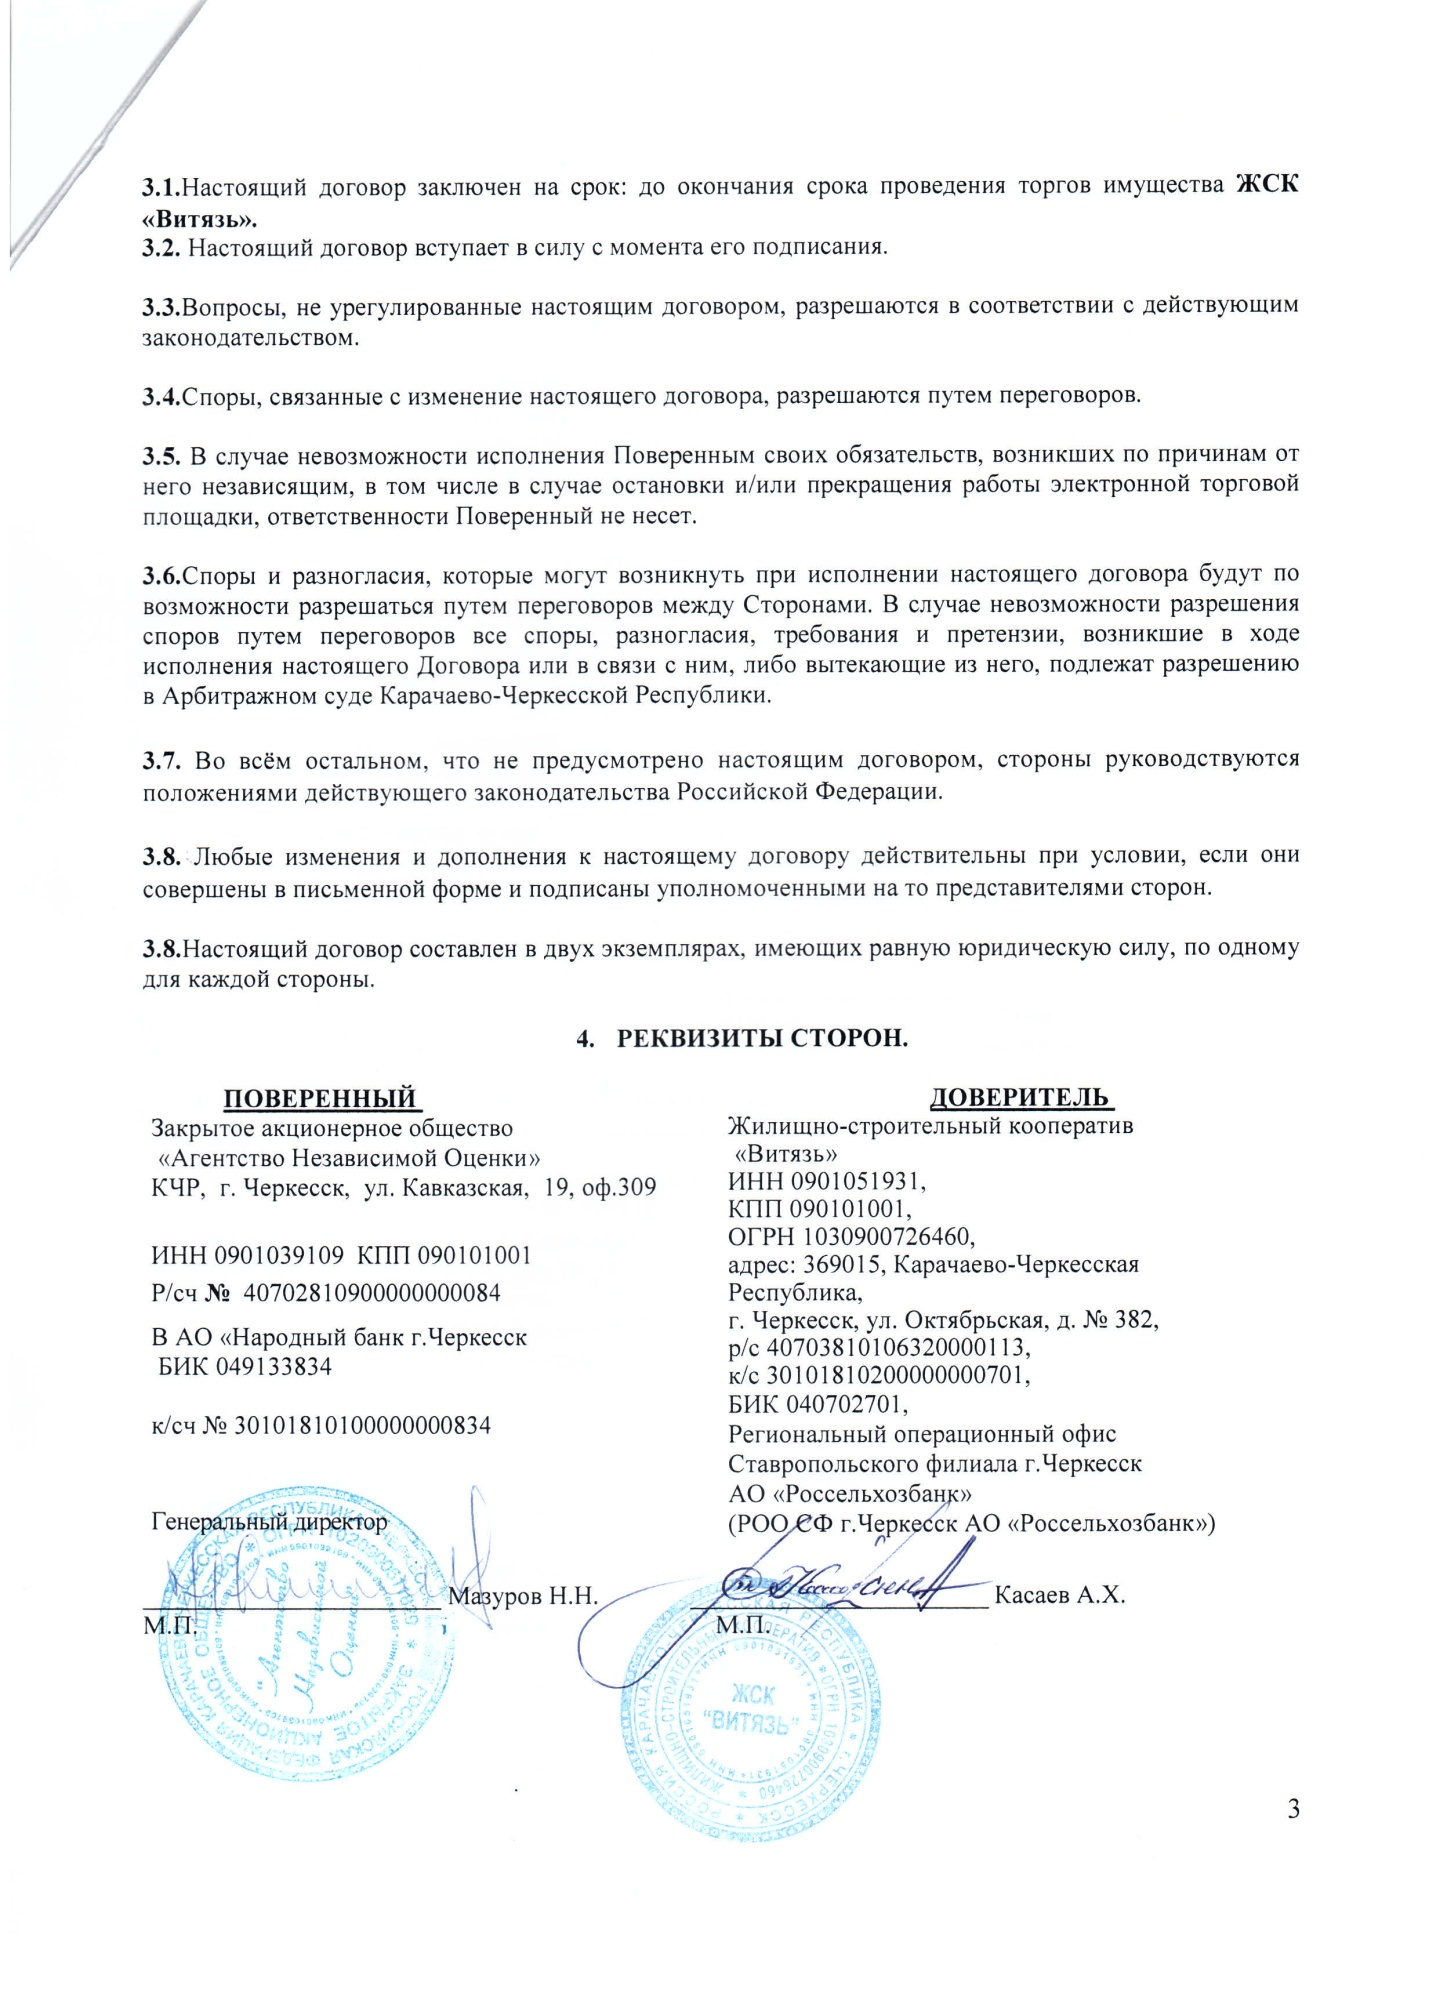 3.1.Настоящий договор заключен на срок: до окончания срока проведения торгов имущества ЖСК
«Витязь».
3.2. Настоящий договор вступает в силу с момента его подписания.
3.3.Вопросы, не урегулированные настоящим договором, разрешаются в соответствии с действующим
законодательством.
3.4.Споры, связанные с изменение настоящего договора, разрешаются путем переговоров.
3.5. В случае невозможности исполнения Поверенным своих обязательств, возникших по причинам от
него независящим, в том числе в случае остановки и/или прекращения работы электронной торговой
площадки, ответственности Поверенный не несет.
3.6.Споры и разногласия, которые могут возникнуть при исполнении настоящего договора будут по
возможности разрешаться путем переговоров между Сторонами. В случае невозможности разрешения
споров путем переговоров все споры, разногласия, требования и претензии, возникшие в ходе
исполнения настоящего Договора или в связи с ним, либо вытекающие из него, подлежат разрешению
в Арбитражном суде Карачаево-Черкесской Республики.
3.7. Во всём остальном, что не предусмотрено настоящим договором, стороны руководствуются
положениями действующего законодательства Российской Федерации.
3.8. Любые изменения и дополнения к настоящему договору действительны при условии, если они
совершены в письменной форме и подписаны уполномоченными на то представителями сторон.
3.8.Настоящий договор составлен в двух экземплярах, имеющих равную юридическую силу, по одному
для каждой стороны.
4. РЕКВИЗИТЫ СТОРОН.
ПОВЕРЕННЫЙ
Закрытое акционерное общество
«Агентство Независимой Оценки»
КЧР, г. Черкесск, ул. Кавказская, 19, оф.309
ИНН 0901039109 КПП 090101001
Р/сч № 40702810900000000084
В АО «Народный банк г.Черкесск
БИК 049133834
к/сч № 30101810100000000834
Генеральный директор
Мазуров Н.Н.
М.П.
ДОВЕРИТЕЛЬ
Жилищно-строительный кооператив
«Витязь»
ИНН 0901051931,
КПП 090101001,
ОГРН 1030900726460,
адрес: 369015, Карачаево-Черкесская
Республика,
г. Черкесск, ул. Октябрьская, д. № 382,
р/с 40703810106320000113,
к/с 30101810200000000701,
БИК 040702701,
Региональный операционный офис
Ставропольского филиала г.Черкесск
АО «Россельхозбанк»
(РОО СФ г.Черкесск АО «Россельхозбанк»)
Касаев А.Х.
М.П.
"Агентство
Независимой
Оценки"
ЖСК
"ВИТЯЗЬ"
3